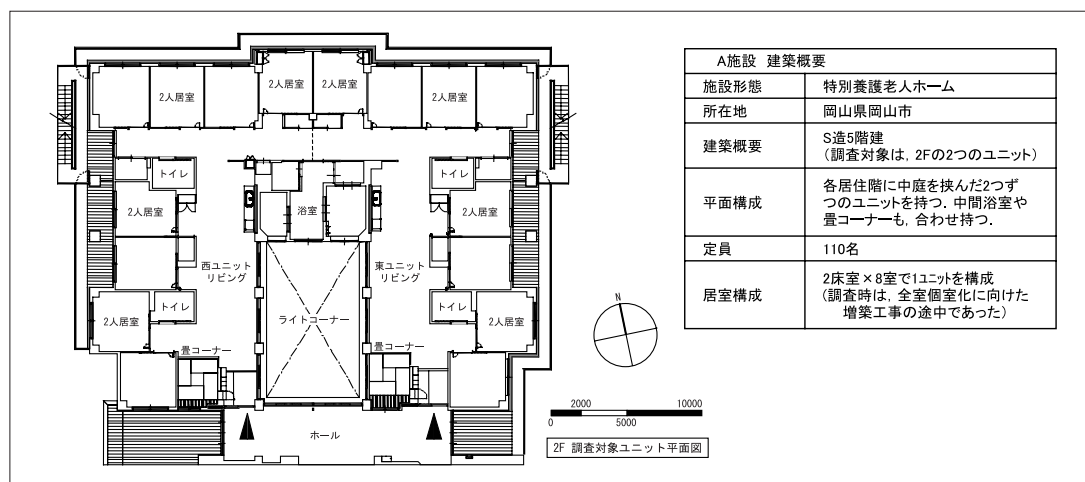 2人居室
2人居室
2人居室
2人居室
トイレ
トイレ
2人居室
浴室
2人居室
西ユニット
リビング
東ユニット
リビング
トイレ
トイレ
2人居室
ライトコーナー
2人居室
畳コーナー
畳コーナー
ホール
N
2000
10000
0
5000
2F 調査対象ユニット平面図
A施設 建築概要
施設形態
特別養護老人ホーム
所在地
岡山県岡山市
建築概要
S造5階建
(調査対象は, 2Fの2つのユニット)
平面構成
各居住階に中庭を挟んだ2つず
つのユニットを持つ. 中間浴室や
畳コーナーも, 合わせ持つ.
定員
110名
居室構成
2床室×8室で1ユニットを構成
(調査時は, 全室個室化に向けた
増築工事の途中であった)